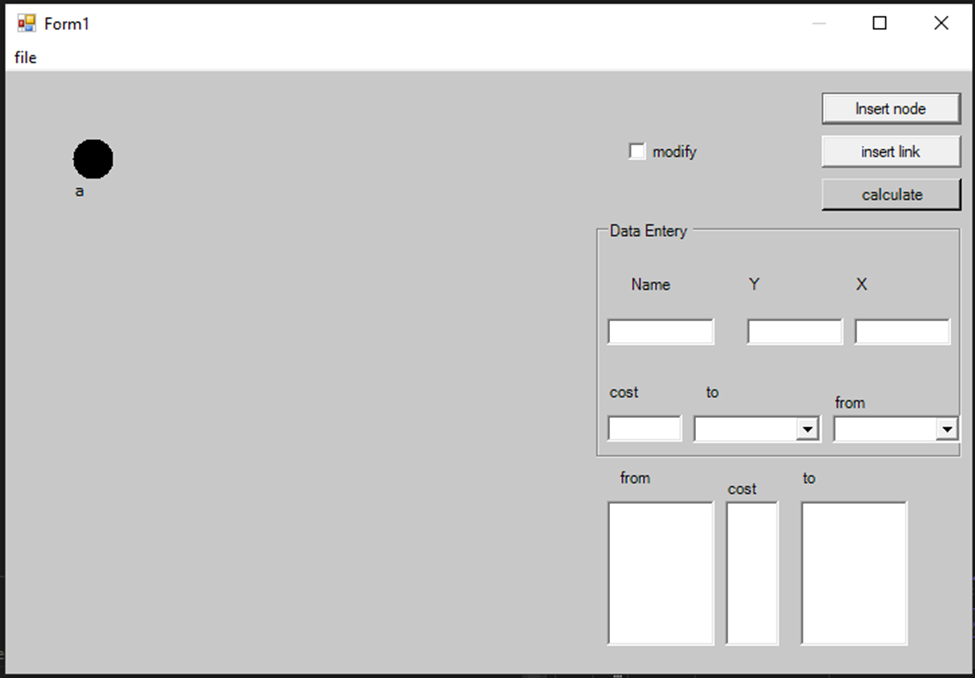 Form1
file
Insert node
modify
insert link
a
calculate
Data Entery
Name Y X
cost to
from
from to
cost